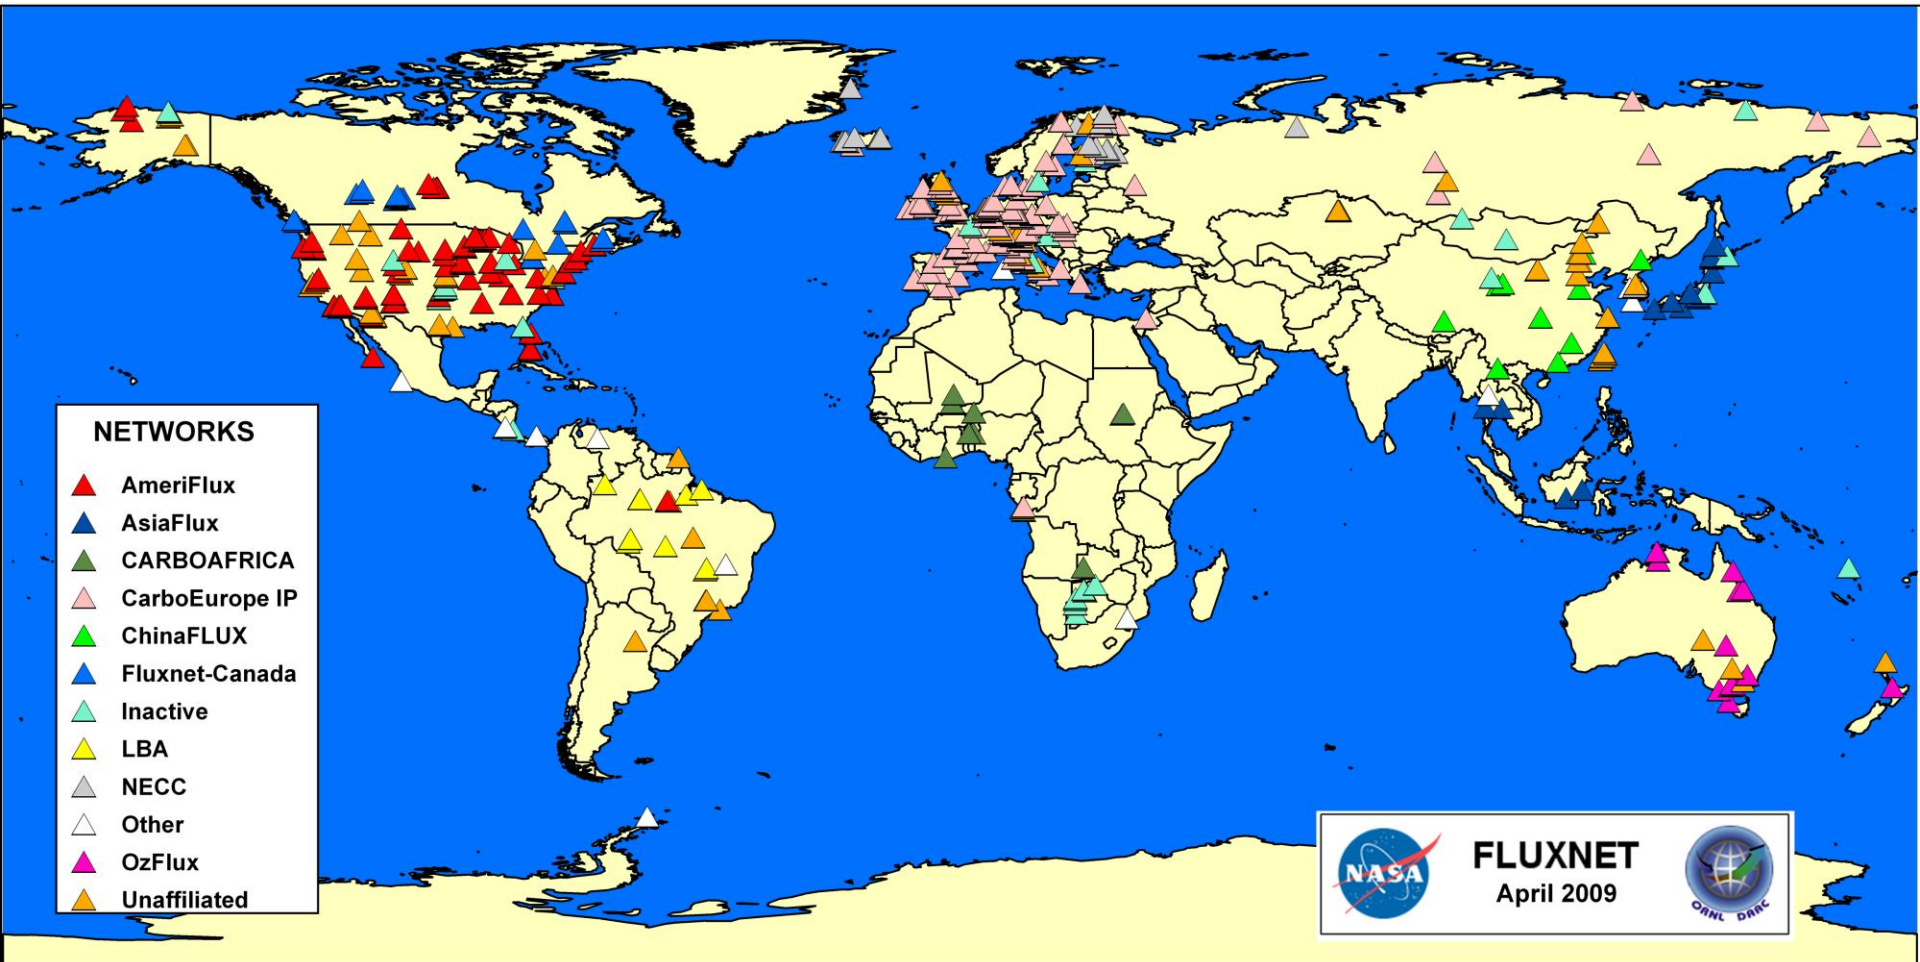 NETWORKS
AmeriFlux
AsiaFlux
CARBOAFRICA
CarboEurope IP
ChinaFLUX
Fluxnet-Canada
Inactive
LBA
NECC
Other
OzFlux
Unaffiliated
NASA
FLUXNET
April 2009
ORNL DAAC